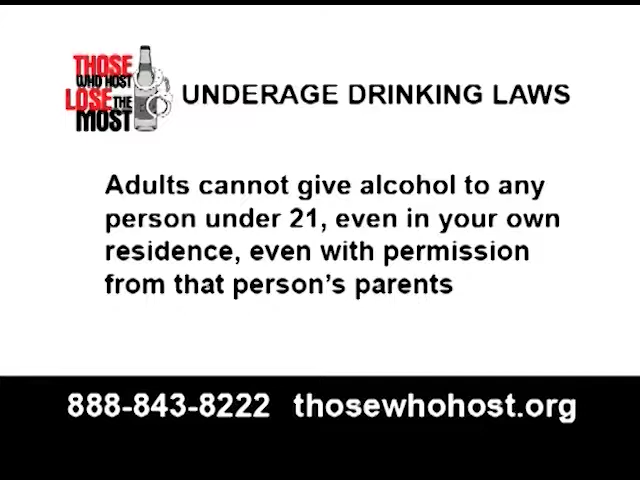 THOSE
WHO HOST
LOSE THE
MOST
UNDERAGE DRINKING LAWS
Adults cannot give alcohol to any
person under 21, even in your own
residence, even with permission
from that person's parents
888-843-8222 thosewhohost.org